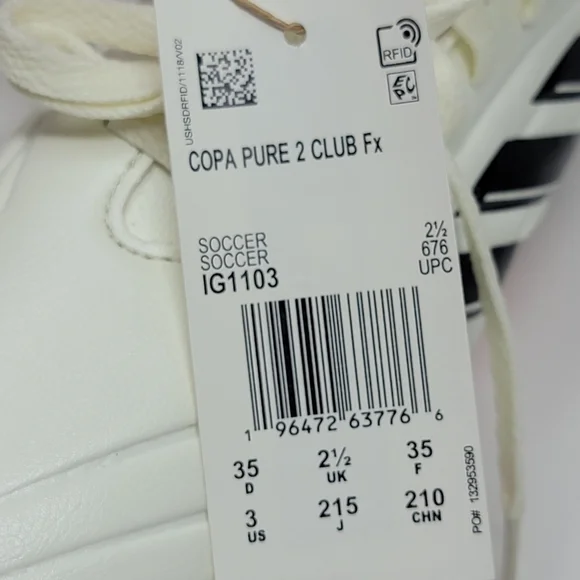 USHSDRFID/1118/V02
RFID
COPA PURE 2 CLUB Fx
SOCCER
SOCCER
IG1103
2½
676
UPC
1 96472 63776 6
35 2½ 35
D UK F
3 215 210
US J CHN
PO# 132953590